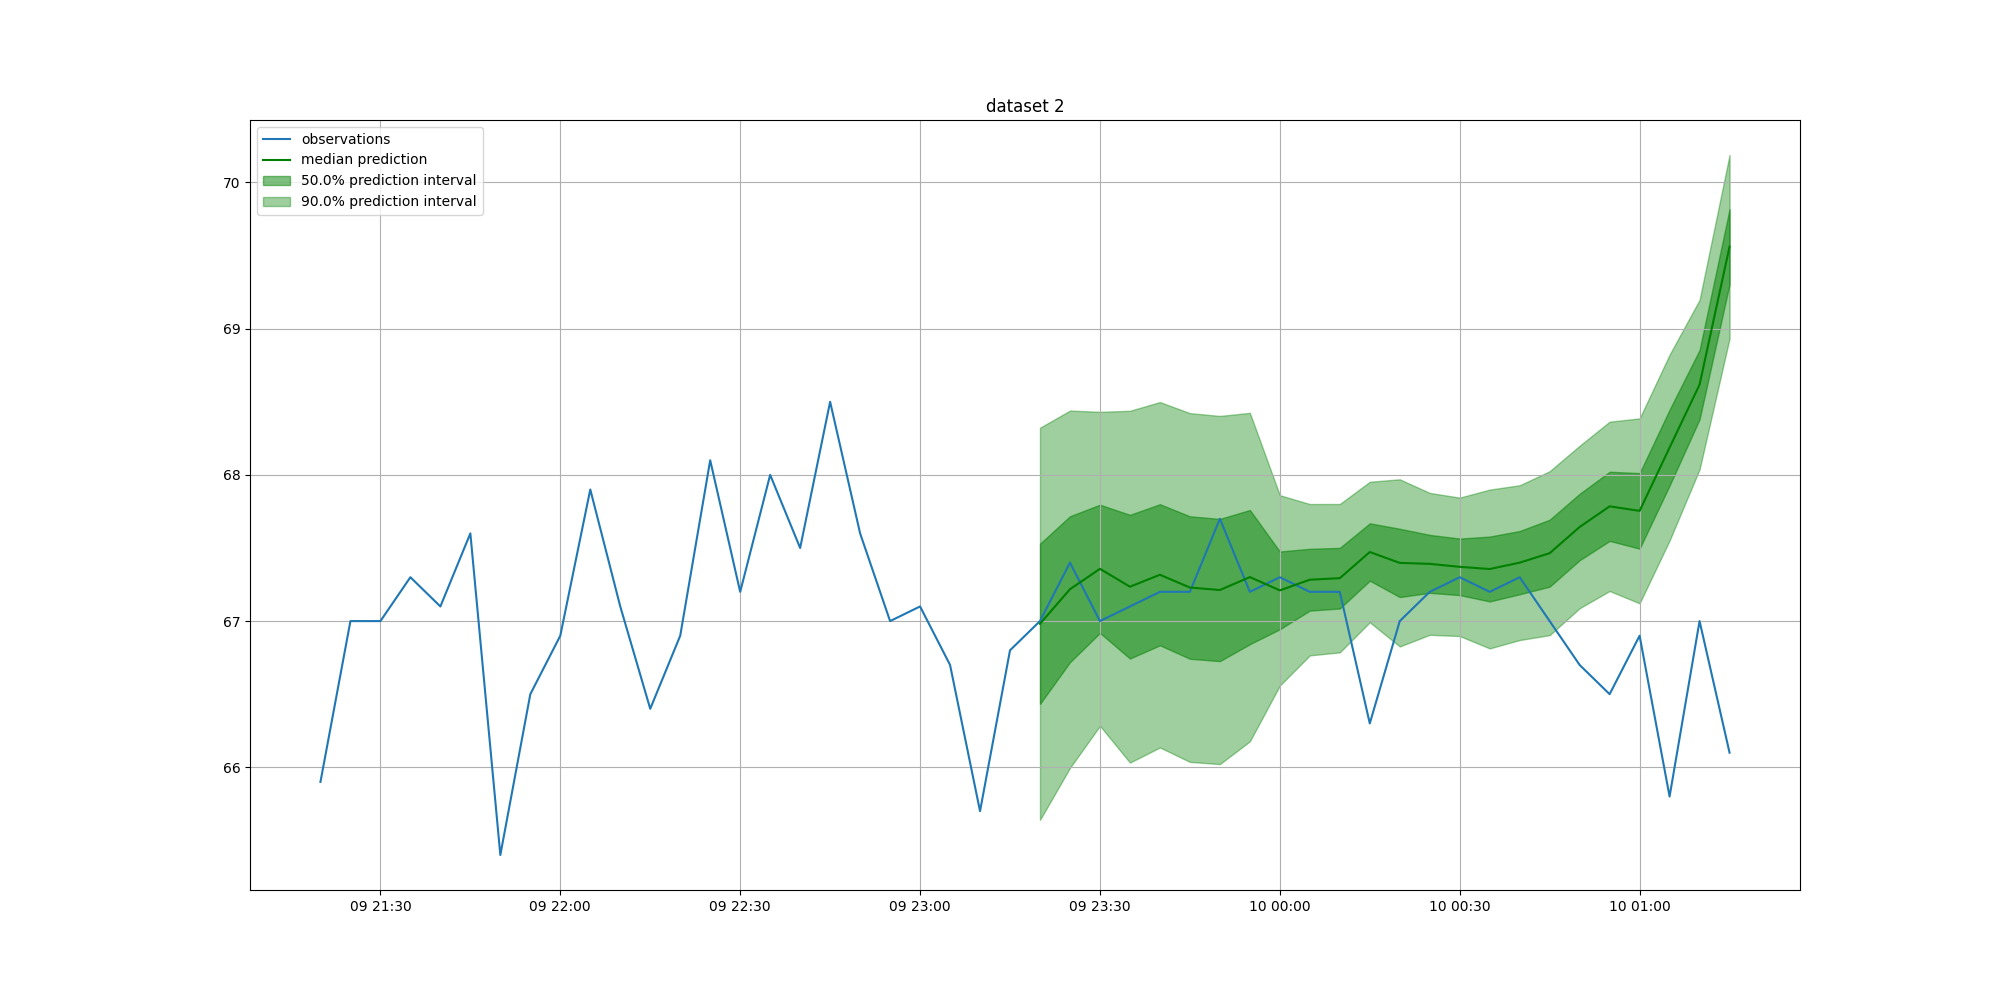 dataset 2
observations
median prediction
50.0% prediction interval
90.0% prediction interval
70
69
68
67
66
09 21:30
09 22:00
09 22:30
09 23:00
09 23:30
10 00:00
10 00:30
10 01:00